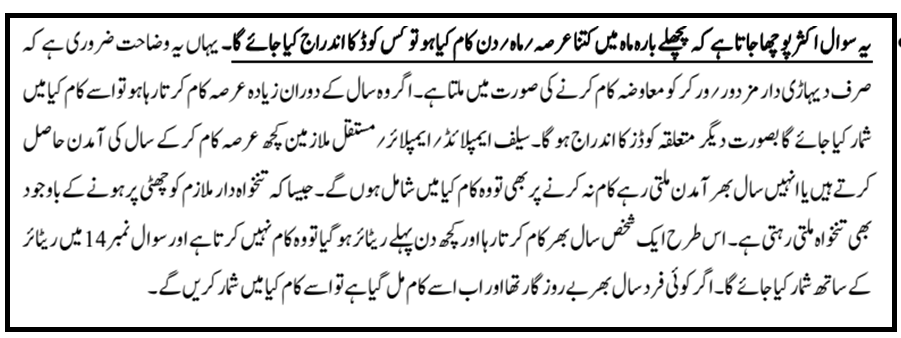 یہ سوال اکثر پوچھا جاتا ہے کہ پچھلے بارہ ماہ میں کتنا عرصہ/ماہ/دن کام کیا ہو تو کس کوڈ کا اندراج کیا جائے گا۔ یہاں یہ وضاحت ضروری ہے کہ
صرف دیہاڑی دار مزدور/ورکر کو معاوضہ کام کرنے کی صورت میں ملتا ہے۔ اگر وہ سال کے دوران زیادہ عرصہ کام کرتا رہا ہو تو اسے کام کیا میں
شمار کیا جائے گا بصورت دیگر متعلقہ کوڈز کا اندراج ہو گا۔ سیلف ایمپلائڈ/ایمپلائر/مستقل ملازمین کچھ عرصہ کام کر کے سال کی آمدن حاصل
کرتے ہیں یا انہیں سال بھر آمدن ملتی رہے کام نہ کرنے پر بھی تو وہ کام کیا میں شامل ہوں گے۔ جیسا کہ تنخواہ دار ملازم کو چھٹی پر ہونے کے باوجود
بھی تنخواہ ملتی رہتی ہے۔ اس طرح ایک شخص سال بھر کام کرتا رہا اور کچھ دن پہلے ریٹائر ہو گیا تو وہ کام نہیں کرتا ہے اور سوال نمبر 14 میں ریٹائر
کے ساتھ شمار کیا جائے گا۔ اگر کوئی فرد سال بھر بے روزگار تھا اور اب اسے کام مل گیا ہے تو اسے کام کیا میں شمار کریں گے۔